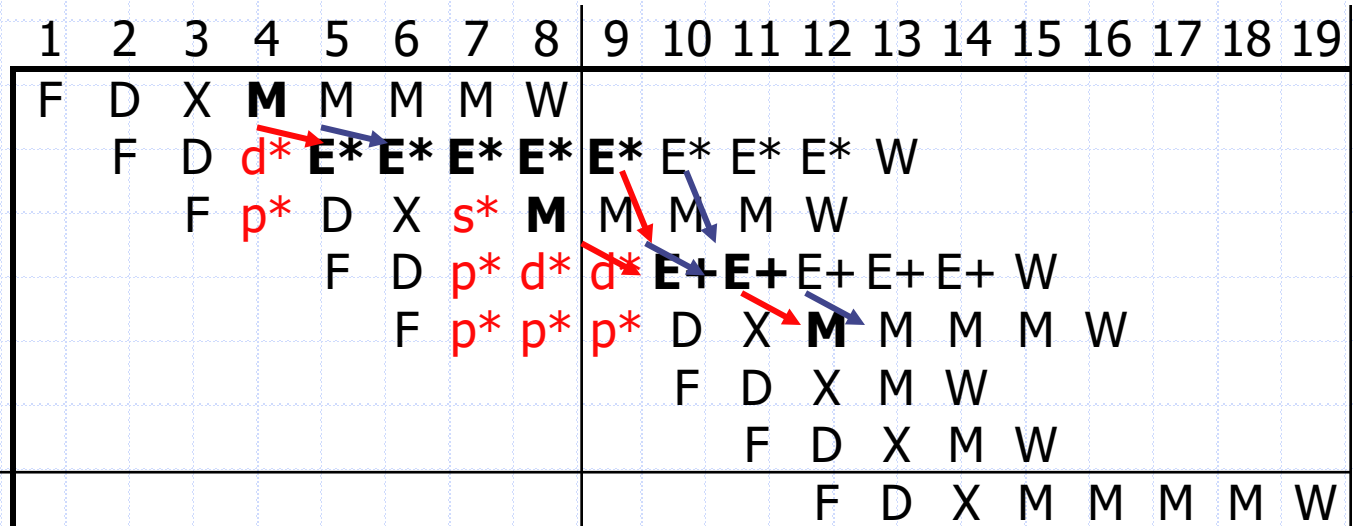 1 2 3 4 5 6 7 8 9 10 11 12 13 14 15 16 17 18 19
F D X M M M M W
F D d* E* E* E* E* E* E* E* E* W
F p* D X s* M M M M W
F D p* d* d* E+ E+ E+ E+ E+ W
F p* p* p* D X M M M M W
F D X M W
F D X M W
F D X M M M M W